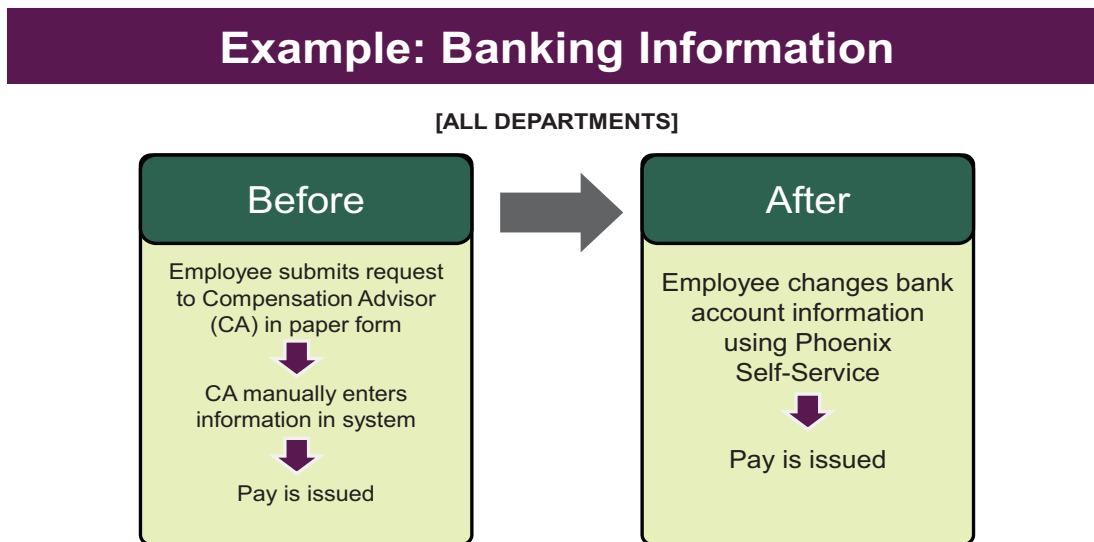 Example: Banking Information
[ALL DEPARTMENTS]
Before
Employee submits request
to Compensation Advisor
(CA) in paper form
CA manually enters
information in system
Pay is issued
After
Employee changes bank
account information
using Phoenix
Self-Service
Pay is issued